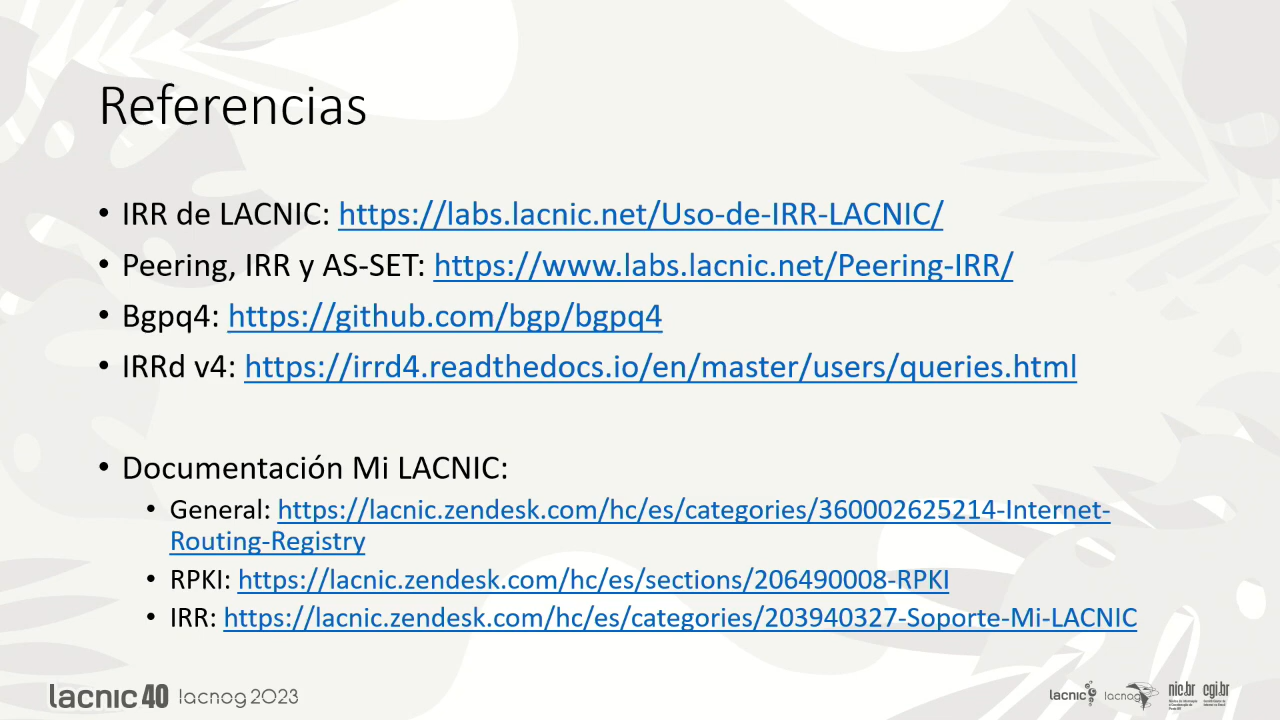 Referencias
• IRR de LACNIC: https://labs.lacnic.net/Uso-de-IRR-LACNIC/
• Peering, IRR y AS-SET: https://www.labs.lacnic.net/Peering-IRR/
• Bgpq4: https://github.com/bgp/bgpq4
• IRRd v4: https://irrd4.readthedocs.io/en/master/users/queries.html
• Documentación Mi LACNIC:
• General: https://lacnic.zendesk.com/hc/es/categories/360002625214-Internet-
Routing-Registry
• RPKI: https://lacnic.zendesk.com/hc/es/sections/206490008-RPKI
• IRR: https://lacnic.zendesk.com/hc/es/categories/203940327-Soporte-Mi-LACNIC
lacnic 40 lacnog 2023
lacnic lacnog nic.br cgi.br